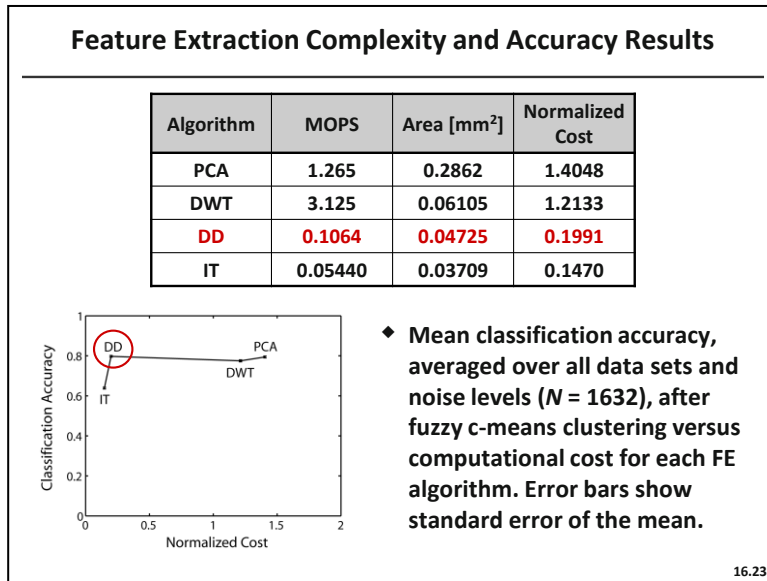 Feature Extraction Complexity and Accuracy Results
Algorithm MOPS Area [mm²] Normalized Cost
PCA 1.265 0.2862 1.4048
DWT 3.125 0.06105 1.2133
DD 0.1064 0.04725 0.1991
IT 0.05440 0.03709 0.1470
1
0.8
0.6
0.4
0.2
0
Classification Accuracy
DD
IT
DWT
PCA
0 0.5 1 1.5 2
Normalized Cost
◆ Mean classification accuracy,
averaged over all data sets and
noise levels (N = 1632), after
fuzzy c-means clustering versus
computational cost for each FE
algorithm. Error bars show
standard error of the mean.
16.23